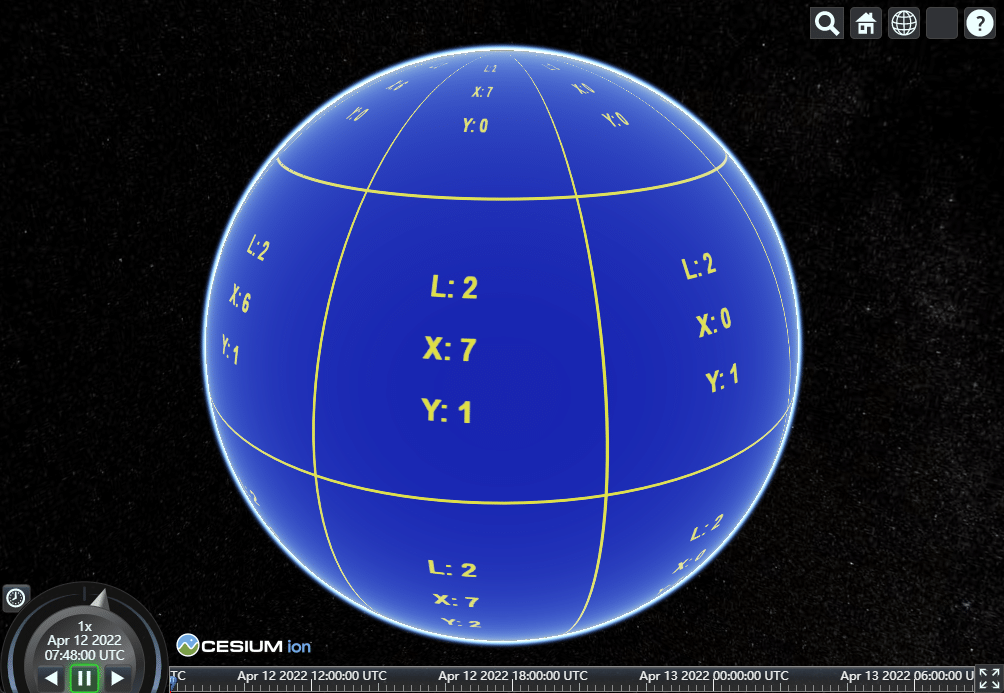 ?
L: 2
X: 7
Y: 0
X: 0
Y: 0
Y: 0
L: 2
X: 6
Y: 1
L: 2
X: 7
Y: 1
L: 2
X: 0
Y: 1
L: 2
X: 7
Y: 2
L: 2
X: 0
1x
Apr 12 2022
07:48:00 UTC
CESIUM ion
TC
Apr 12 2022 12:00:00 UTC
Apr 12 2022 18:00:00 UTC
Apr 13 2022 00:00:00 UTC
Apr 13 2022 06:00:00 U